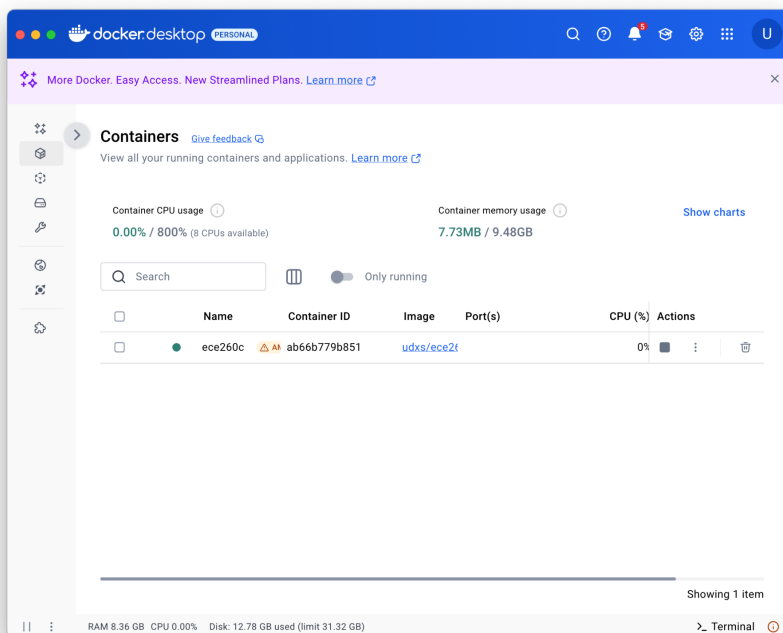 docker.desktop PERSONAL
5
U
More Docker. Easy Access. New Streamlined Plans. Learn more
Containers Give feedback
View all your running containers and applications. Learn more
Container CPU usage
0.00% / 800% (8 CPUs available)
Container memory usage
7.73MB / 9.48GB
Show charts
Search
Only running
Name Container ID Image Port(s) CPU (%) Actions
ece260c AM ab66b779b851 udxs/ece26 0%
Showing 1 item
RAM 8.36 GB CPU 0.00% Disk: 12.78 GB used (limit 31.32 GB)
>_ Terminal